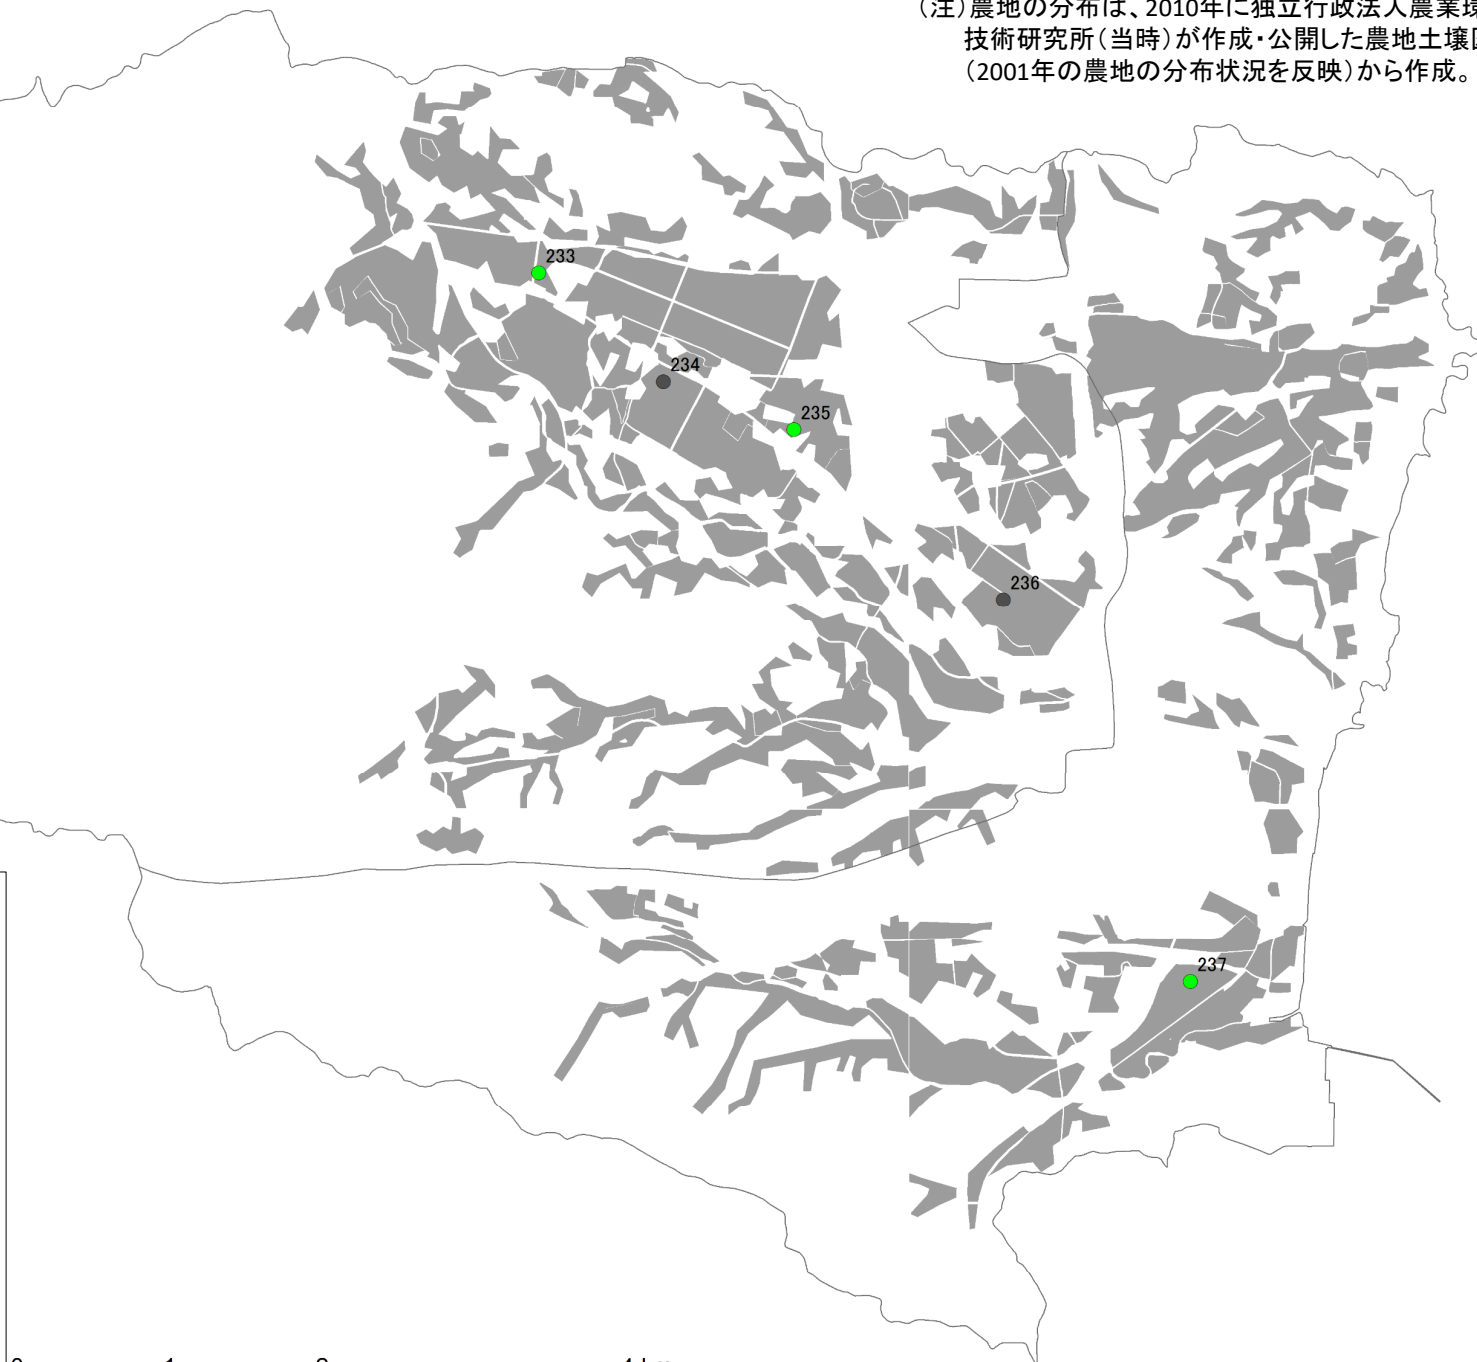 (注)農地の分布は、2010年に独立行政法人農業環
技術研究所(当時)が作成・公開した農地土壌
(2001年の農地の分布状況を反映)から作成。
233
234
235
236
237